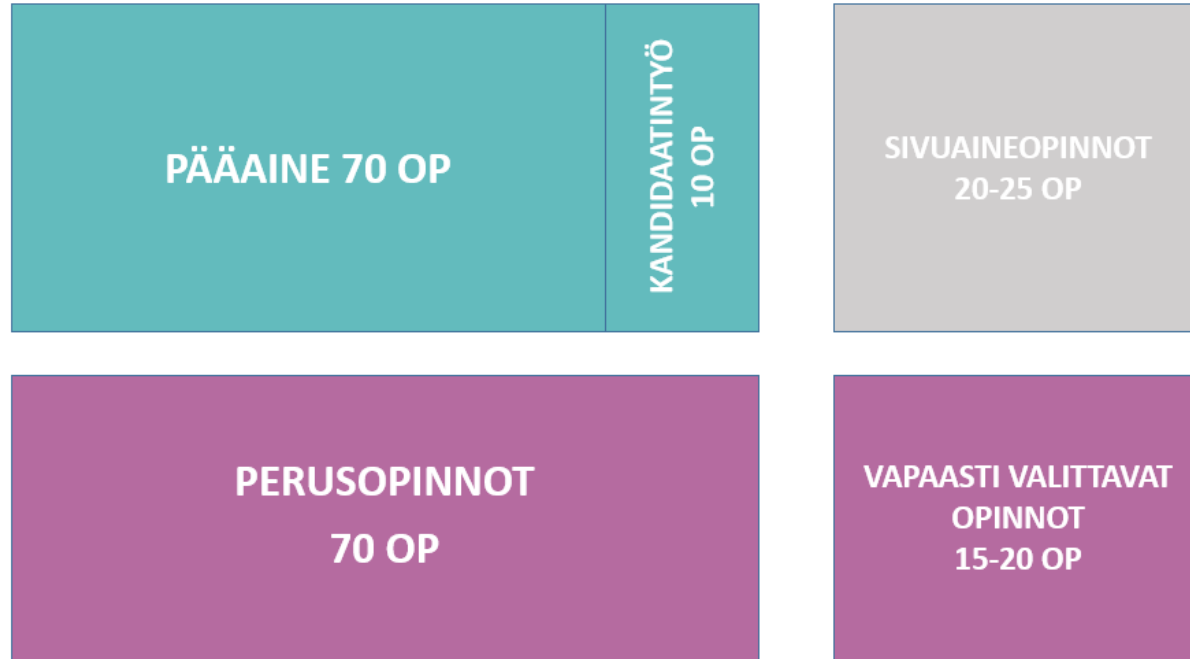 PÄÄAINE 70 OP
KANDIDAATINTYÖ
10 OP
SIVUAINEOPINNOT
20-25 OP
PERUSOPINNOT
70 OP
VAPAASTI VALITTAVAT
OPINNOT
15-20 OP